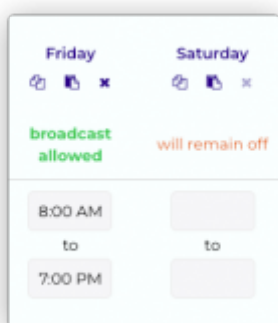 Friday Saturday
broadcast
allowed
will remain off
8:00 AM
to to
7:00 PM